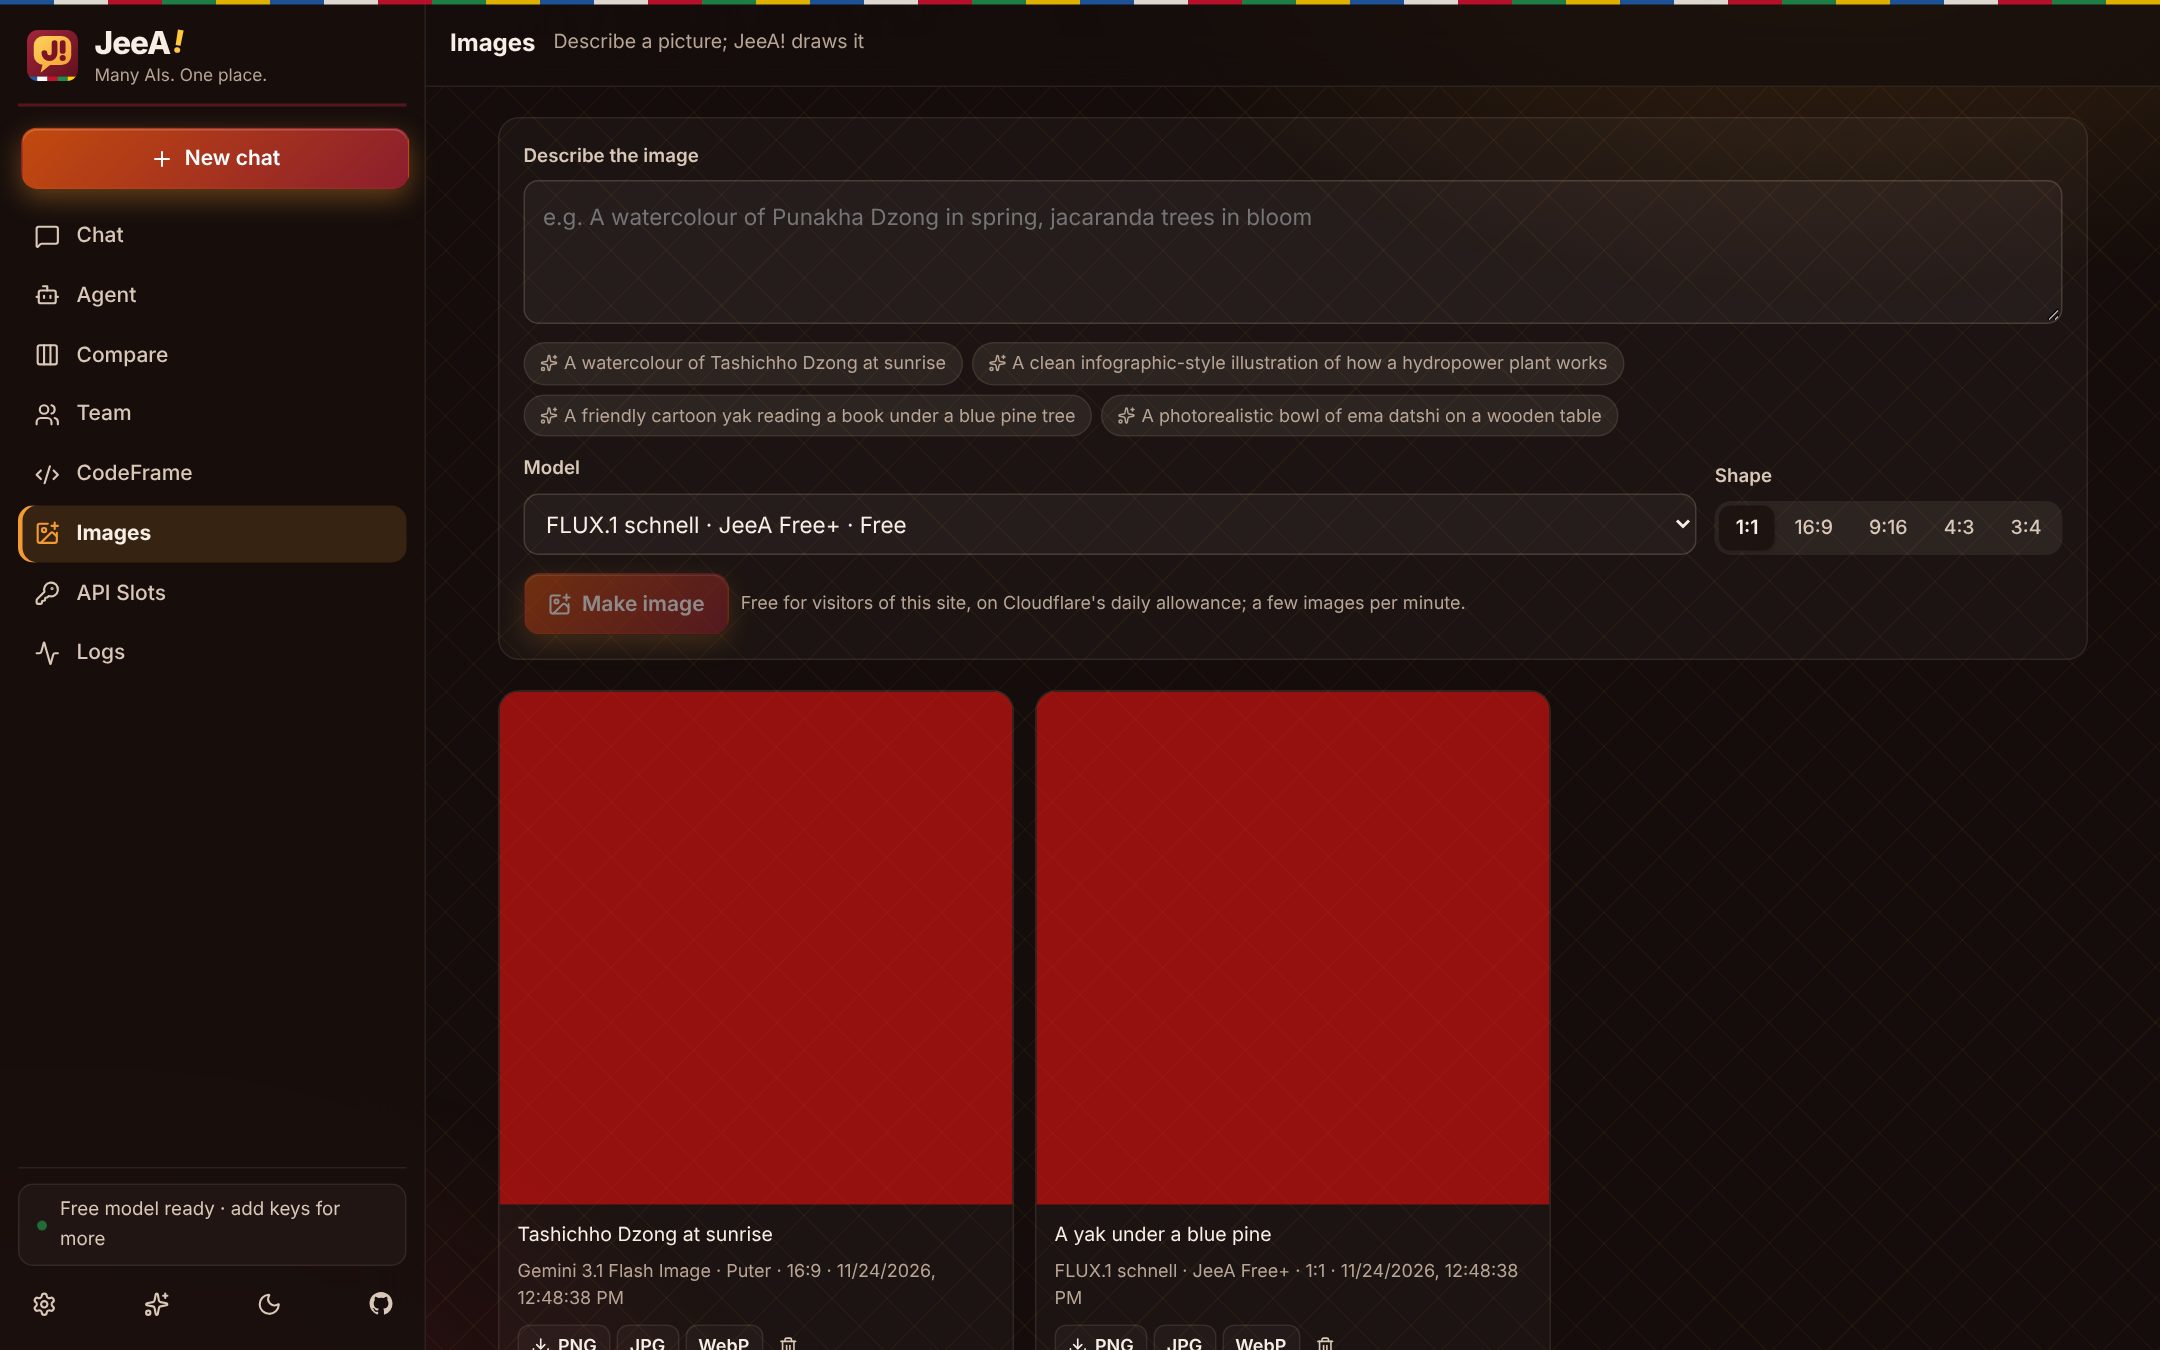 JeeA!
Many AIs. One place.
New chat
Chat
Agent
Compare
Team
CodeFrame
Images
API Slots
Logs
Free model ready · add keys for
more
Images Describe a picture; JeeA! draws it
Describe the image
e.g. A watercolour of Punakha Dzong in spring, jacaranda trees in bloom
A watercolour of Tashichho Dzong at sunrise
A clean infographic-style illustration of how a hydropower plant works
A friendly cartoon yak reading a book under a blue pine tree
A photorealistic bowl of ema datshi on a wooden table
Model
FLUX.1 schnell · JeeA Free+ · Free
Shape
1:1 16:9 9:16 4:3 3:4
Make image
Free for visitors of this site, on Cloudflare's daily allowance; a few images per minute.
Tashichho Dzong at sunrise
Gemini 3.1 Flash Image · Puter · 16:9 · 11/24/2026,
12:48:38 PM
PNG JPG WebP
A yak under a blue pine
FLUX.1 schnell · JeeA Free+ · 1:1 · 11/24/2026, 12:48:38
PM
PNG JPG WebP